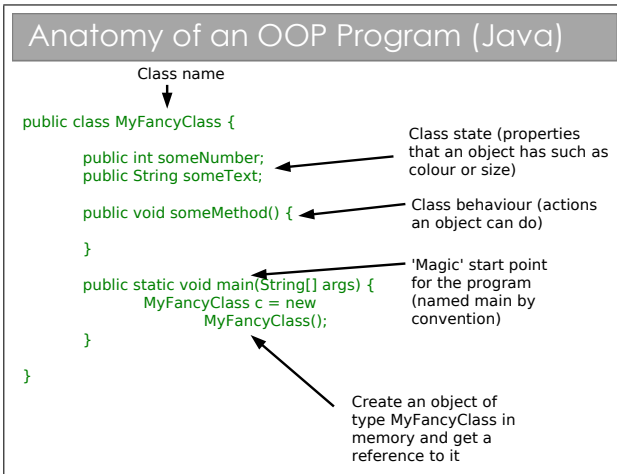 Anatomy of an OOP Program (Java)
Class name
public class MyFancyClass {
public int someNumber;
public String someText;
Class state (properties
that an object has such as
colour or size)
public void someMethod() {
}
Class behaviour (actions
an object can do)
public static void main(String[] args) {
MyFancyClass c = new
MyFancyClass();
}
'Magic' start point
for the program
(named main by
convention)
}
Create an object of
type MyFancyClass in
memory and get a
reference to it